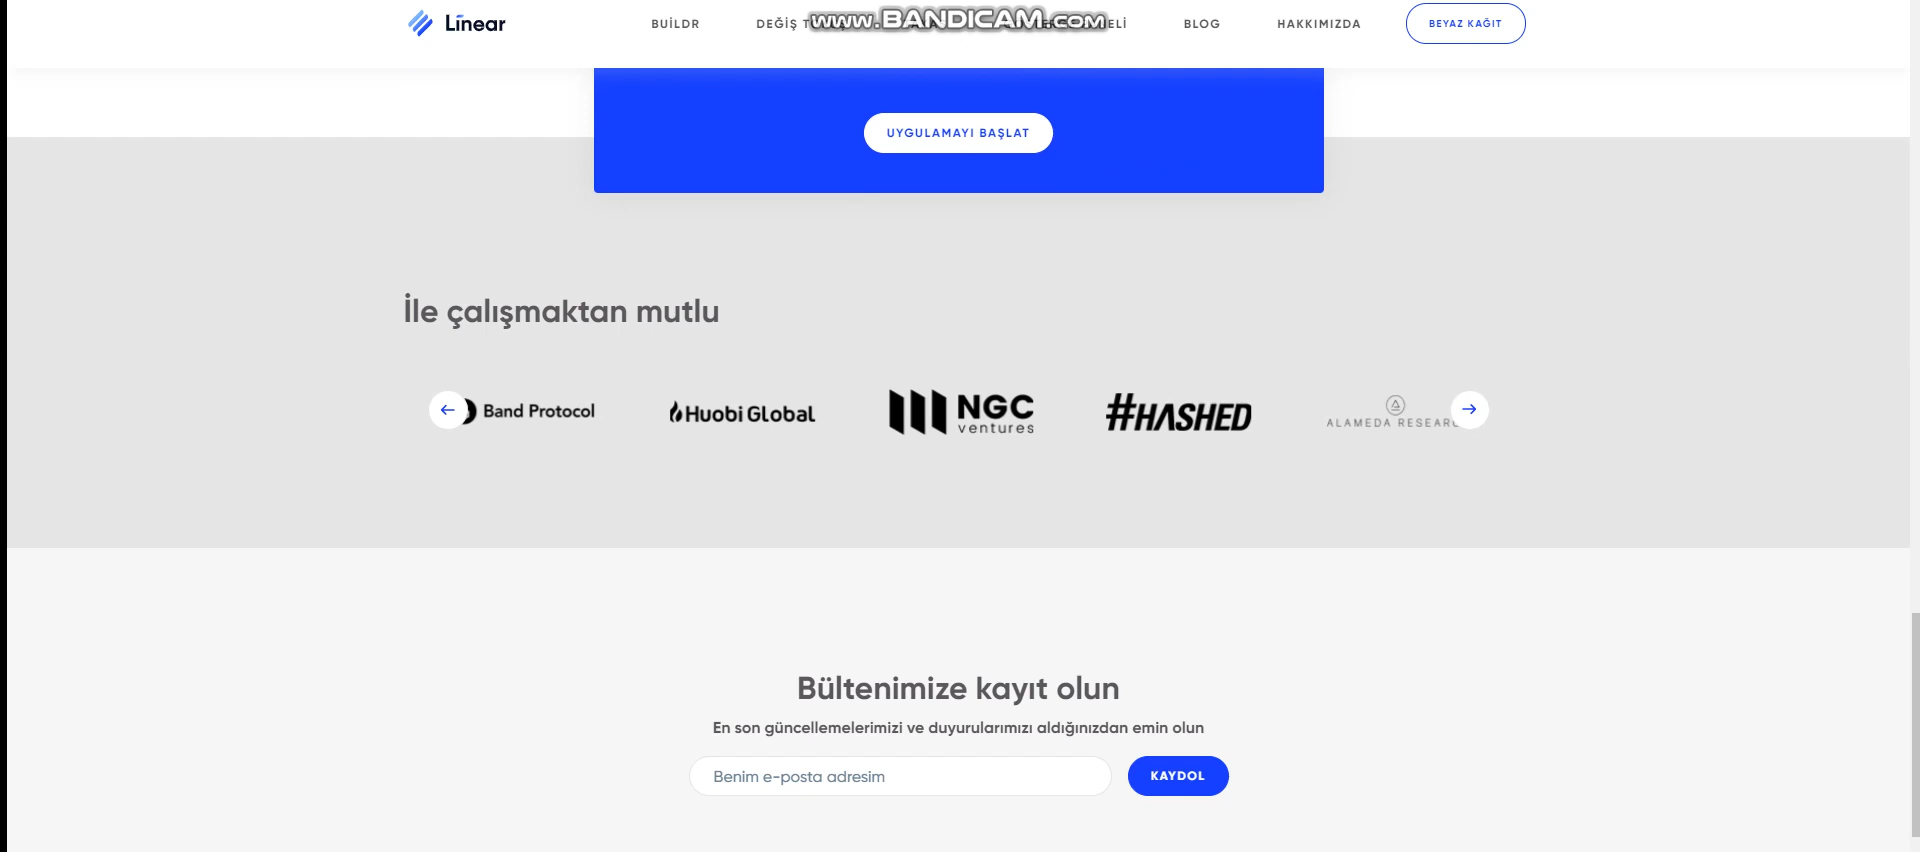 Linear
BUİLDR
DEĞİŞ
www.BANDICAM.com
BLOG
HAKKIMIZDA
BEYAZ KAĞIT
UYGULAMAYI BAŞLAT
İle çalışmaktan mutlu
Band Protocol
Huobi Global
NGC
ventures
#HASHED
ALAMEDA
Bültenimize kayıt olun
En son güncellemelerimizi ve duyurularımızı aldığınızdan emin olun
Benim e-posta adresim
KAYDOL